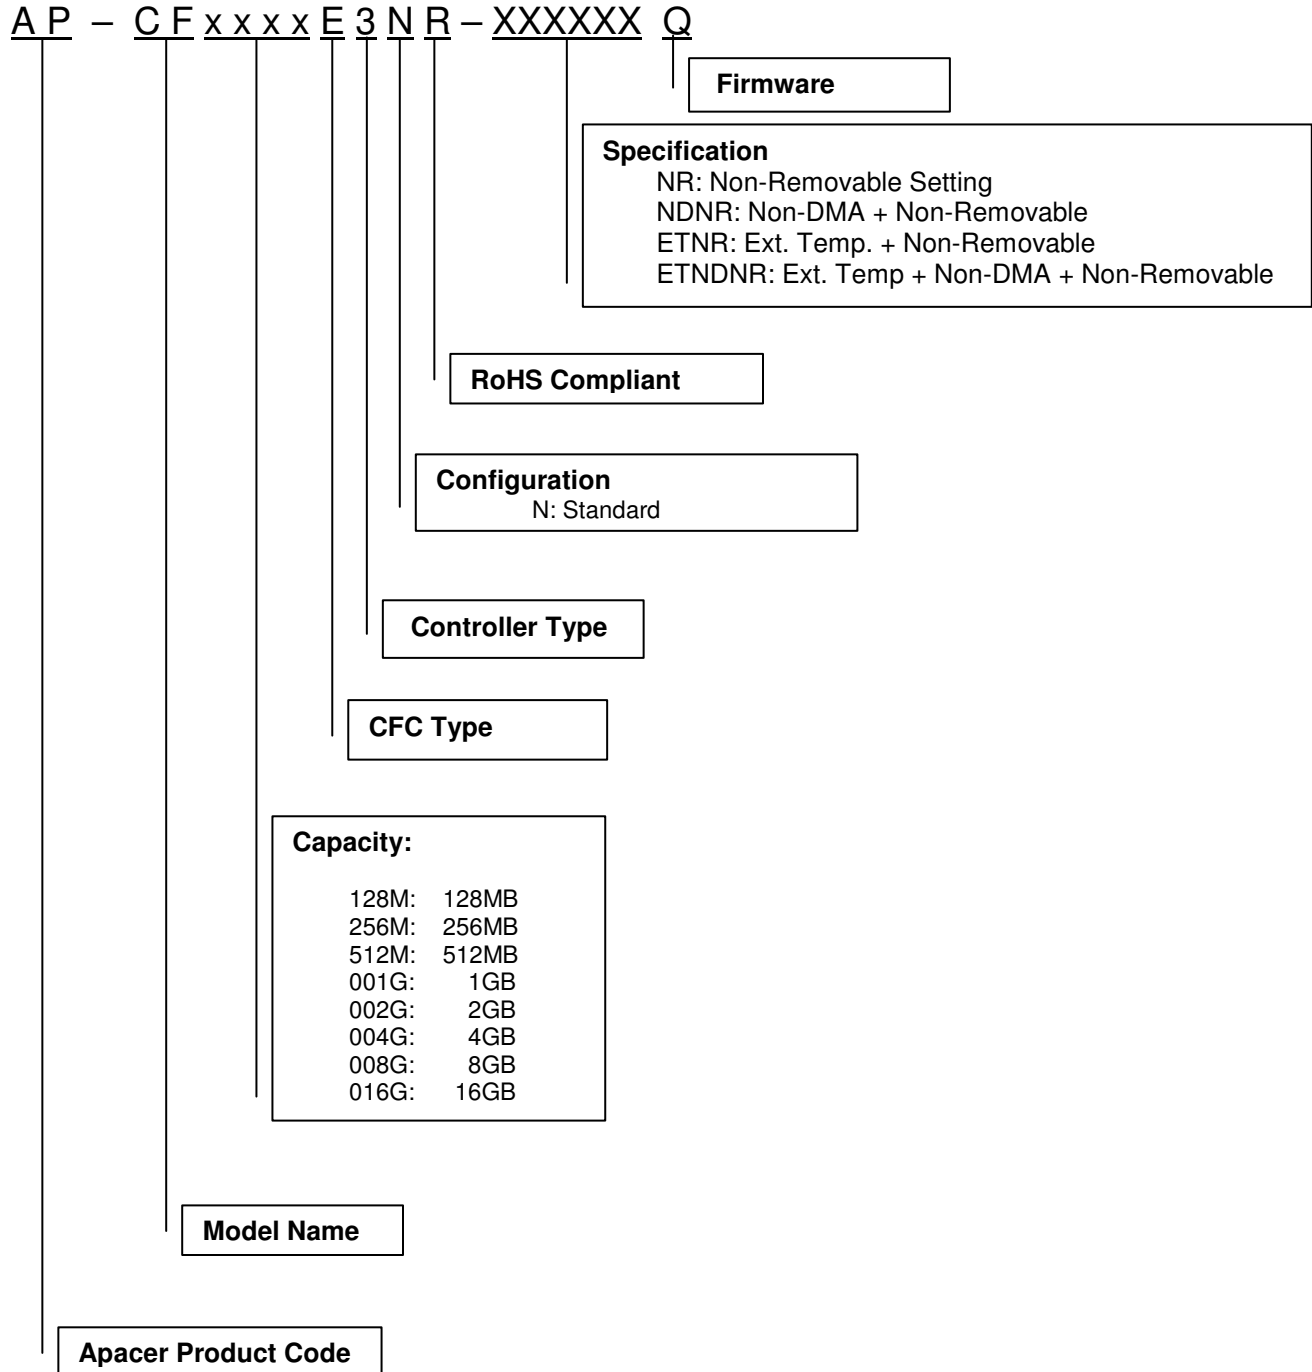 A P – C F x x x x E 3 N R – XXXXXX Q
Firmware
Specification
NR: Non-Removable Setting
NDNR: Non-DMA + Non-Removable
ETNR: Ext. Temp. + Non-Removable
ETNDNR: Ext. Temp + Non-DMA + Non-Removable
RoHS Compliant
Configuration
N: Standard
Controller Type
CFC Type
Capacity:
128M: 128MB
256M: 256MB
512M: 512MB
001G: 1GB
002G: 2GB
004G: 4GB
008G: 8GB
016G: 16GB
Model Name
Apacer Product Code